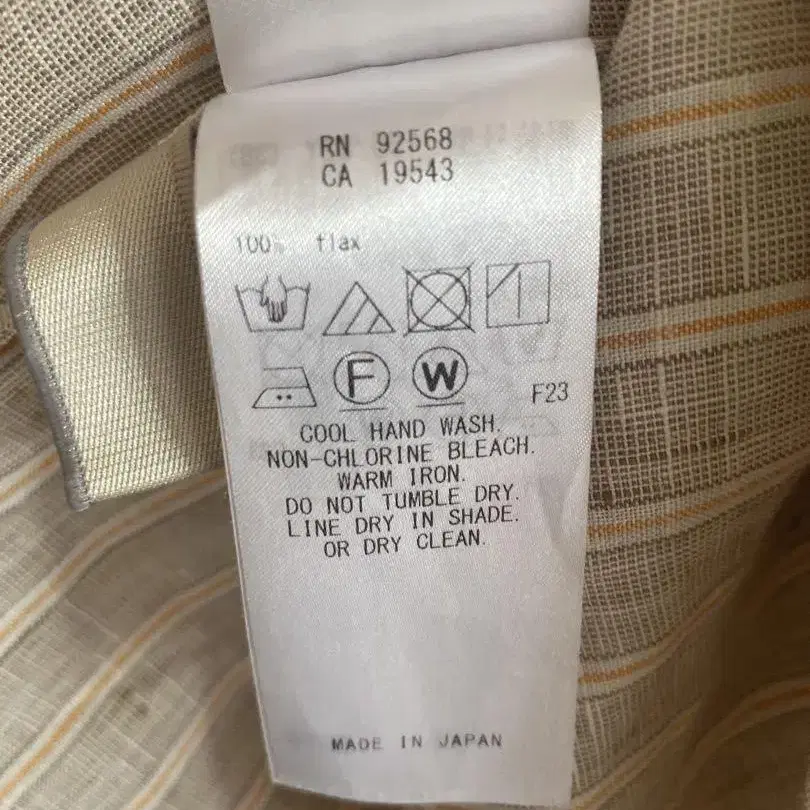 RN 92568
CA 19543
100% flax
F W
F23
COOL HAND WASH.
NON-CHLORINE BLEACH.
WARM IRON.
DO NOT TUMBLE DRY.
LINE DRY IN SHADE.
OR DRY CLEAN.
MADE IN JAPAN